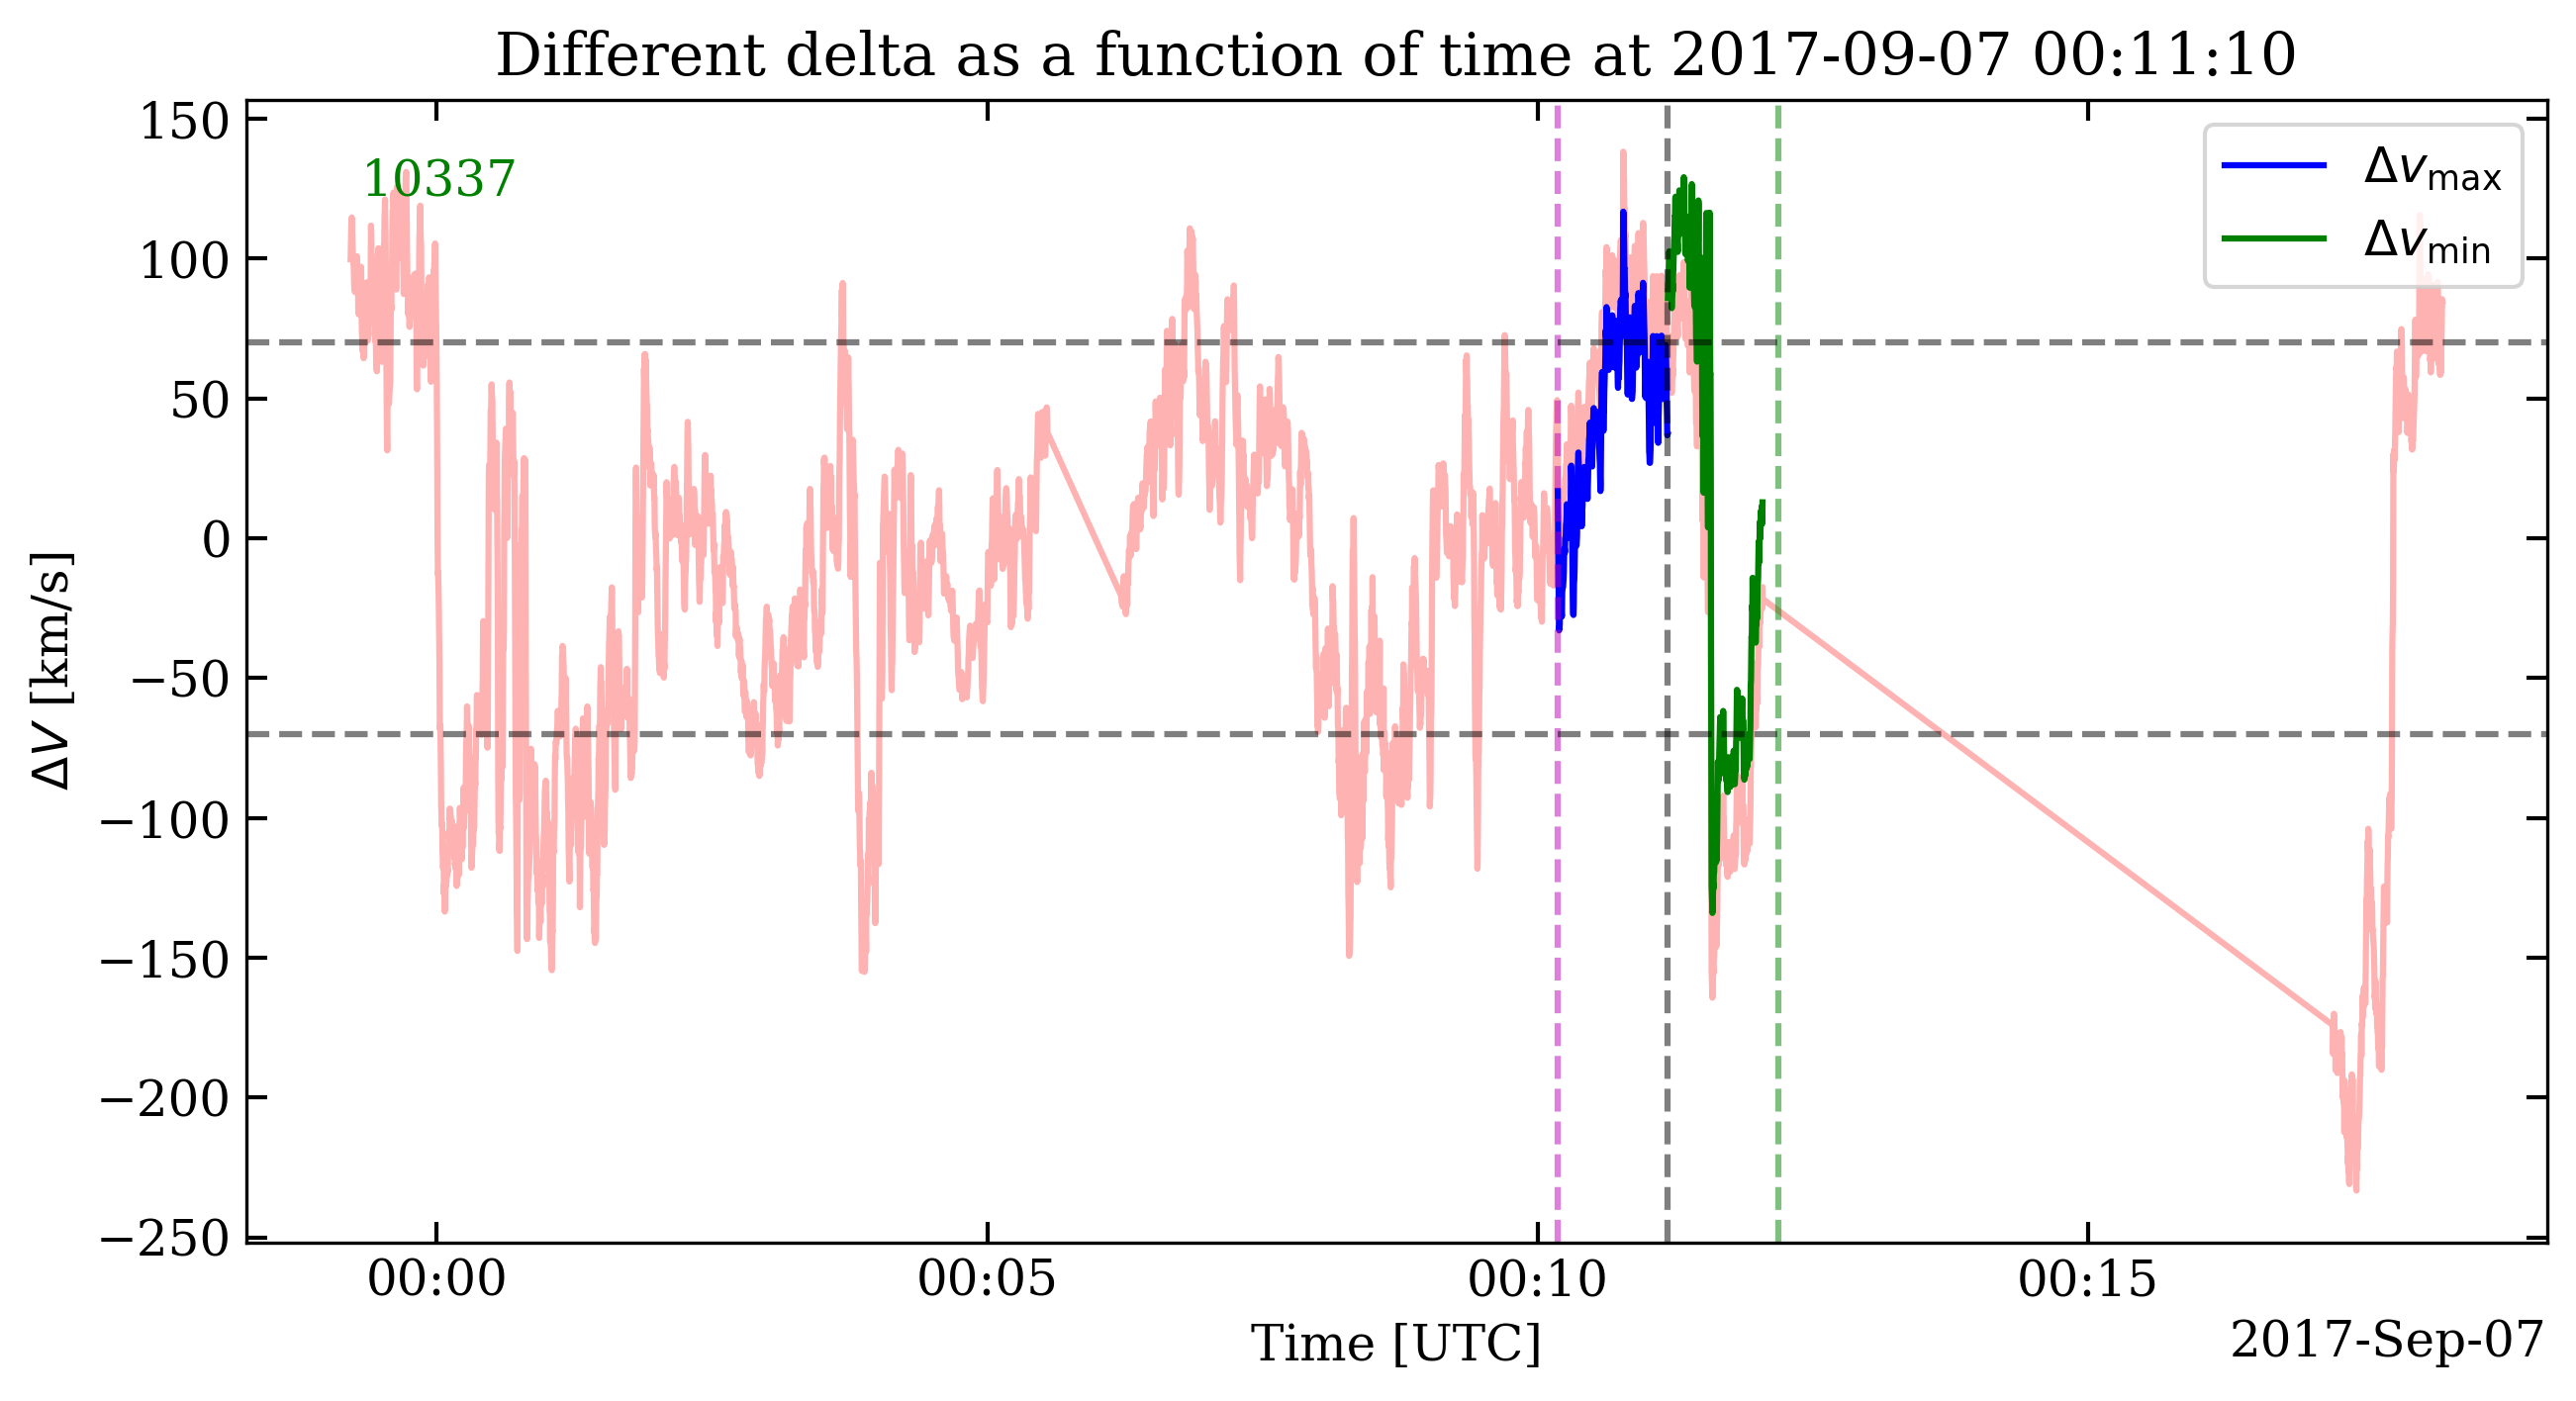 Different delta as a function of time at 2017-09-07 00:11:10
150
100
50
0
−50
−100
−150
−200
−250
ΔV [km/s]
10337
Δvmax
Δvmin
00:00 00:05 00:10 00:15
Time [UTC]
2017-Sep-07